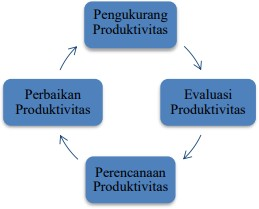 Pengukurang
Produktivitas
Evaluasi
Produktivitas
Perencanaan
Produktivitas
Perbaikan
Produktivitas